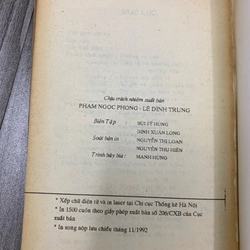 Chịu trách nhiệm xuất bản
PHẠM NGỌC PHONG - LÊ ĐÌNH TRUNG
Biên Tập : BÙI SỸ HÙNG
ĐINH XUÂN LONG
Soát bản in : NGUYỄN THỊ LOAN
NGUYỄN THU HIỀN
Trình bày bìa : MẠNH HÙNG
* Xếp chữ điện tử và in laser tại Chi cục Thống kê Hà Nội
* In 1500 cuốn theo giấy phép xuất bản số 206/CXB của Cục
xuất bản
* In xong nộp lưu chiểu tháng 11/1992